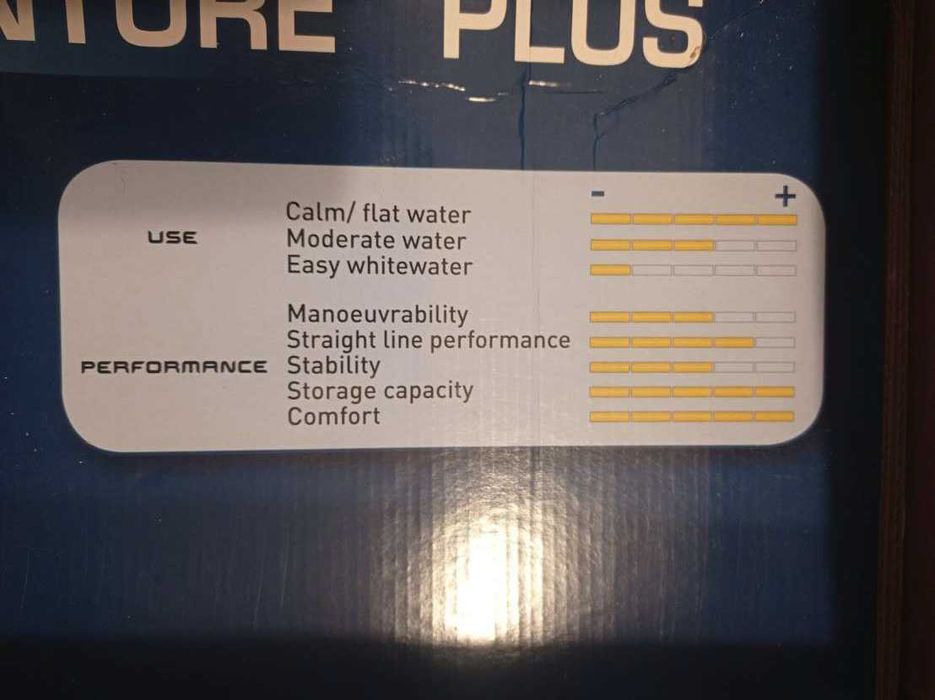 NTURE PLUS
- +
USE
Calm/ flat water
Moderate water
Easy whitewater
PERFORMANCE
Manoeuvrability
Straight line performance
Stability
Storage capacity
Comfort